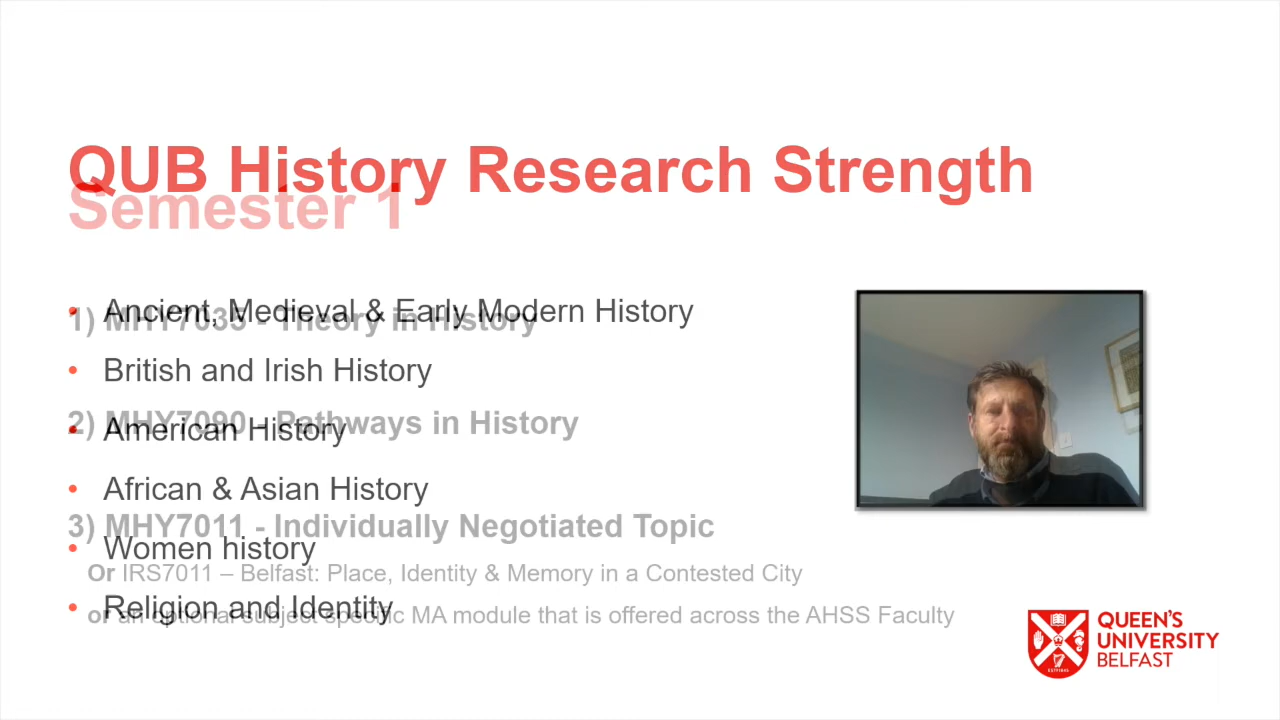 QUB History Research Strength
Semester 1
• Ancient, Medieval & Early Modern History
1) MHY7035 - Theory in History
• British and Irish History
2) MHY7090 - Pathways in History
• American History
• African & Asian History
3) MHY7011 - Individually Negotiated Topic
• Women history
Or IRS7011 – Belfast: Place, Identity & Memory in a Contested City
• Religion and Identity
or an optional subject specific MA module that is offered across the AHSS Faculty
QUEEN'S
UNIVERSITY
BELFAST